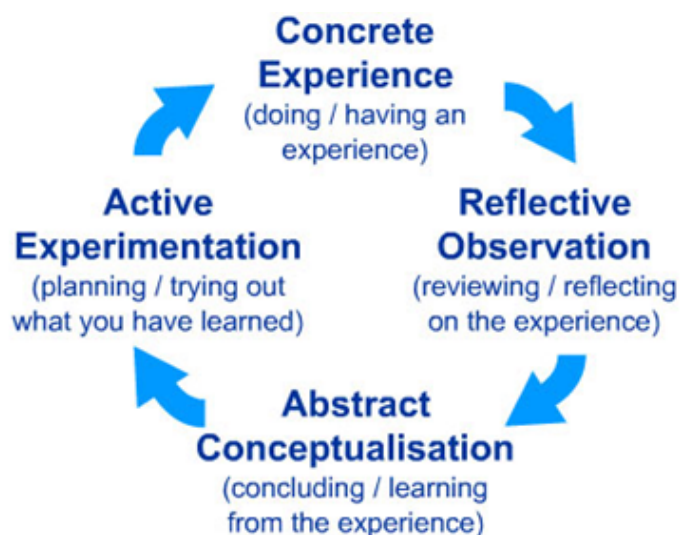 Concrete
Experience
(doing / having an
experience)
Active
Experimentation
(planning / trying out
what you have learned)
Reflective
Observation
(reviewing / reflecting
on the experience)
Abstract
Conceptualisation
(concluding / learning
from the experience)